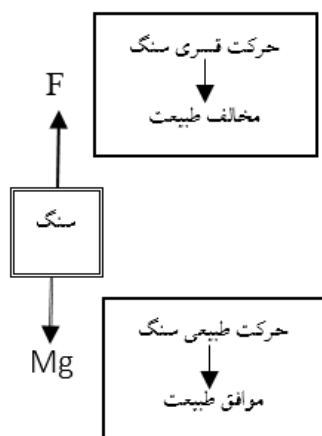 حرکت قسری سنگ
مخالف طبیعت
F
سنگ
Mg
حرکت طبیعی سنگ
موافق طبیعت